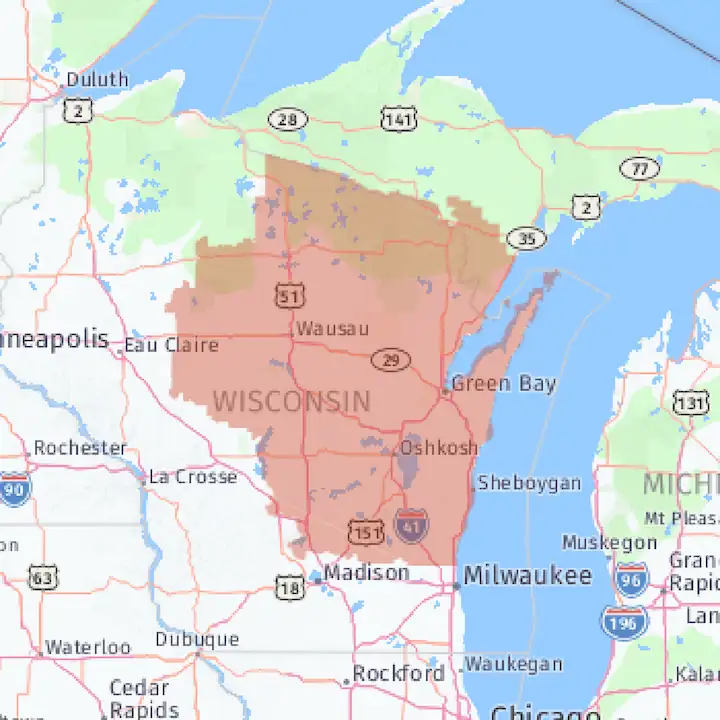 Duluth
2
28
141
77
2
35
51
Wausau
nneapolis
Eau Claire
29
Green Bay
WISCONSIN
131
Rochester
Oshkosh
La Crosse
90
Sheboygan
MICHI
41
151
Mt Pleas
on
Muskegon
63
18
Madison
Milwaukee
96
Gran
Rapid
196
Lan
Waterloo
Dubuque
Waukegan
Rockford
Kalar
Cedar
Rapids
Chicago